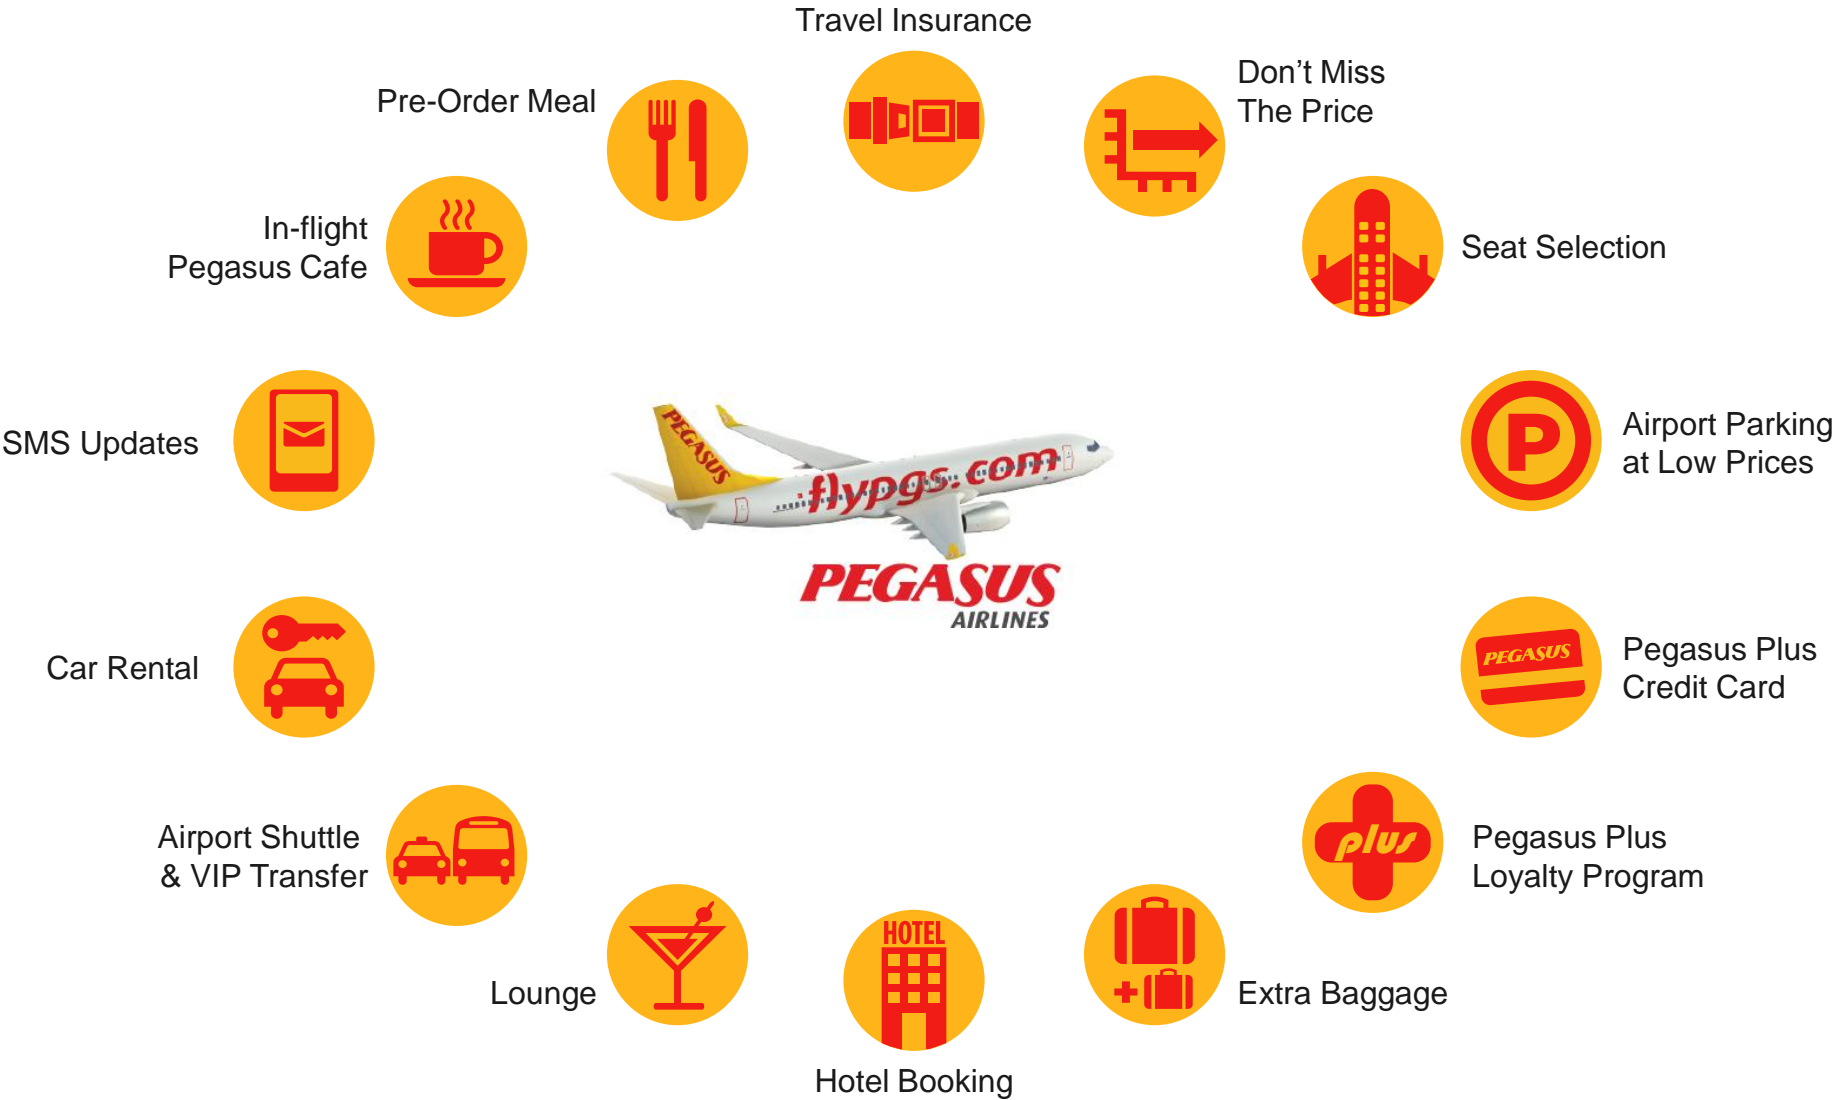 Travel Insurance
Don't Miss
The Price
Pre-Order Meal
In-flight
Pegasus Cafe
Seat Selection
SMS Updates
Airport Parking
at Low Prices
P
PEGASUS
flypgs.com
PEGASUS
AIRLINES
Car Rental
PEGASUS
Pegasus Plus
Credit Card
Airport Shuttle
& VIP Transfer
plus
Pegasus Plus
Loyalty Program
Lounge
HOTEL
Extra Baggage
Hotel Booking